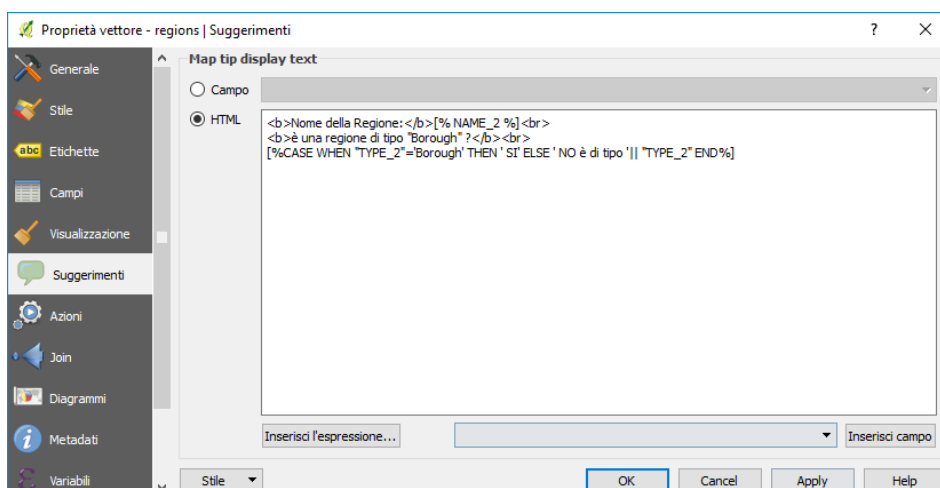 Proprietà vettore - regions | Suggerimenti
?
Generale
Stile
abc Etichette
Campi
Visualizzazione
Suggerimenti
Azioni
Join
Diagrammi
Metadati
Variabili
Map tip display text
Campo
HTML
<b>Nome della Regione:</b>[% NAME_2 %]<br>
<b>è una regione di tipo "Borough" ?</b><br>
[%CASE WHEN "TYPE_2"='Borough' THEN ' SI' ELSE ' NO è di tipo '|| "TYPE_2" END%]
Inserisci l'espressione...
Inserisci campo
Stile
OK
Cancel
Apply
Help